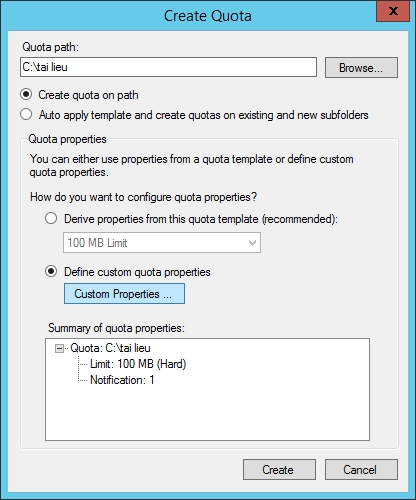 Create Quota
x
Quota path:
C:\tai lieu
Browse...
Create quota on path
Auto apply template and create quotas on existing and new subfolders
Quota properties
You can either use properties from a quota template or define custom
quota properties.
How do you want to configure quota properties?
Derive properties from this quota template (recommended):
100 MB Limit
Define custom quota properties
Custom Properties ...
Summary of quota properties:
Quota: C:\tai lieu
Limit: 100 MB (Hard)
Notification: 1
Create
Cancel